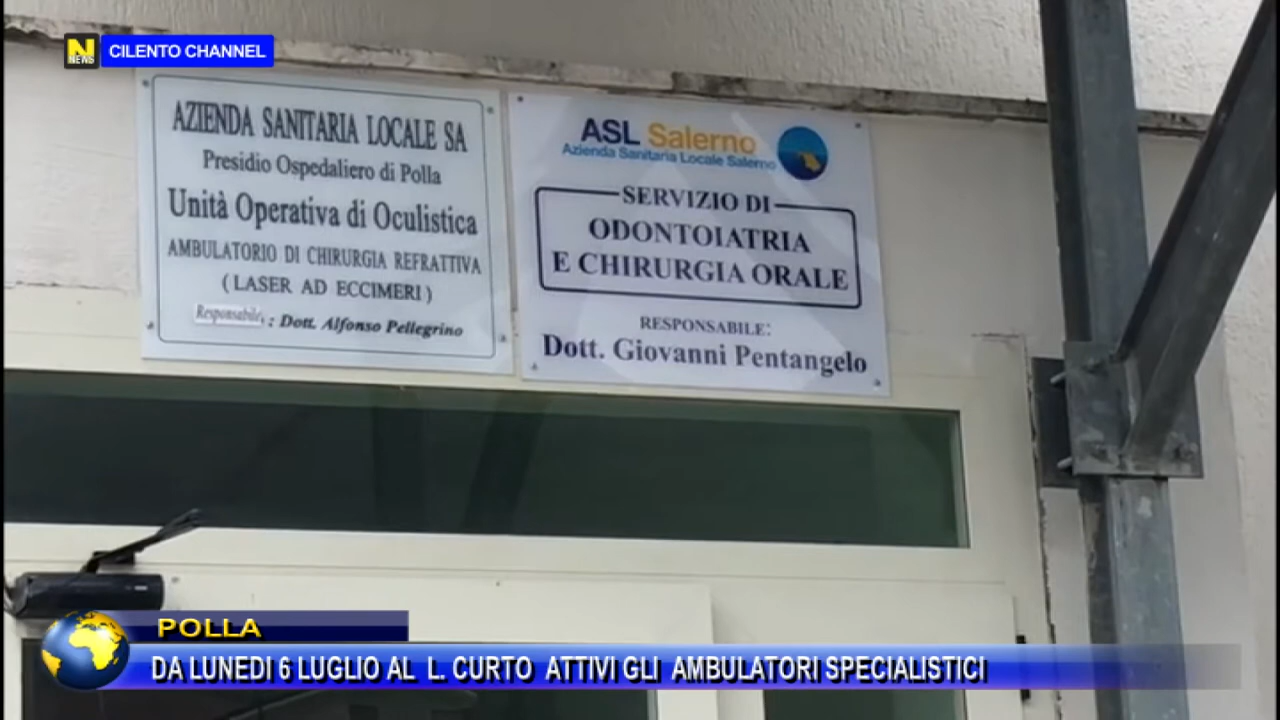 N NEWS CILENTO CHANNEL
AZIENDA SANITARIA LOCALE SA
Presidio Ospedaliero di Polla
Unità Operativa di Oculistica
AMBULATORIO DI CHIRURGIA REFRATTIVA
( LASER AD ECCIMERI )
Responsabile : Dott. Alfonso Pellegrino
ASL Salerno
Azienda Sanitaria Locale Salerno
SERVIZIO DI
ODONTOIATRIA
E CHIRURGIA ORALE
RESPONSABILE:
Dott. Giovanni Pentangelo
POLLA
DA LUNEDI 6 LUGLIO AL L. CURTO ATTIVI GLI AMBULATORI SPECIALISTICI